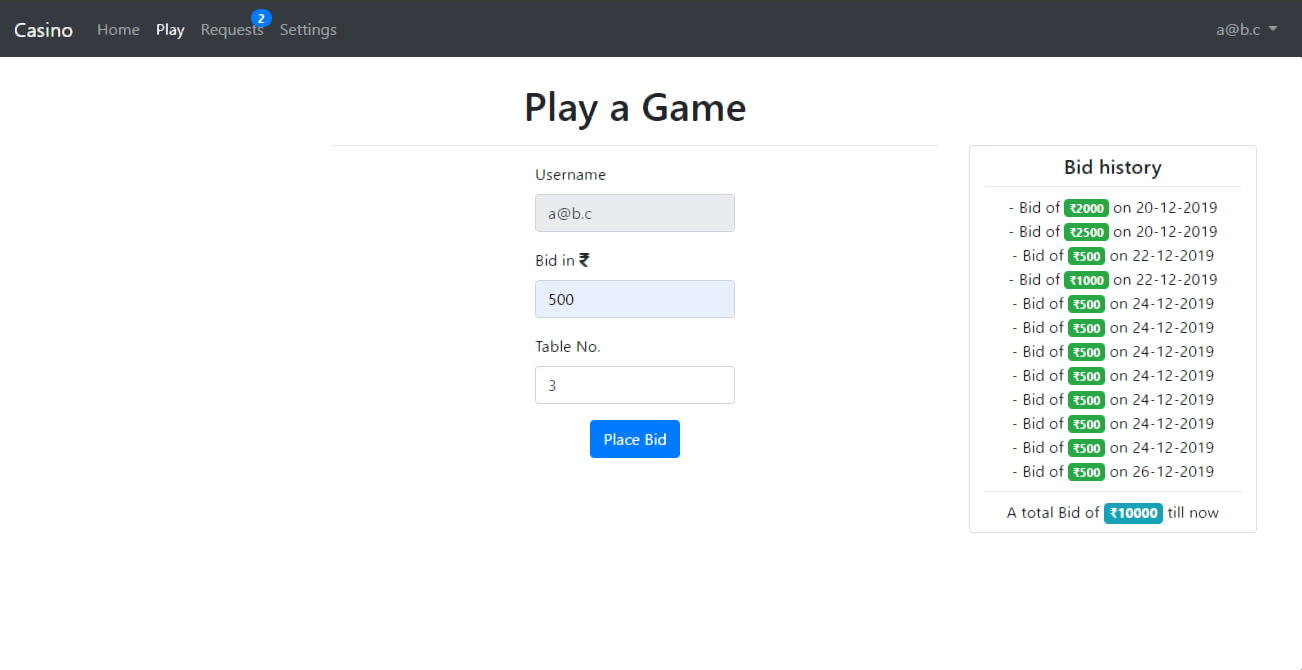 Casino Home Play Requests 2 Settings a@b.c
Play a Game
Username
a@b.c
Bid in ₹
500
Table No.
3
Place Bid
Bid history
- Bid of ₹2000 on 20-12-2019
- Bid of ₹2500 on 20-12-2019
- Bid of ₹500 on 22-12-2019
- Bid of ₹1000 on 22-12-2019
- Bid of ₹500 on 24-12-2019
- Bid of ₹500 on 24-12-2019
- Bid of ₹500 on 24-12-2019
- Bid of ₹500 on 24-12-2019
- Bid of ₹500 on 24-12-2019
- Bid of ₹500 on 24-12-2019
- Bid of ₹500 on 24-12-2019
- Bid of ₹500 on 26-12-2019
A total Bid of ₹10000 till now